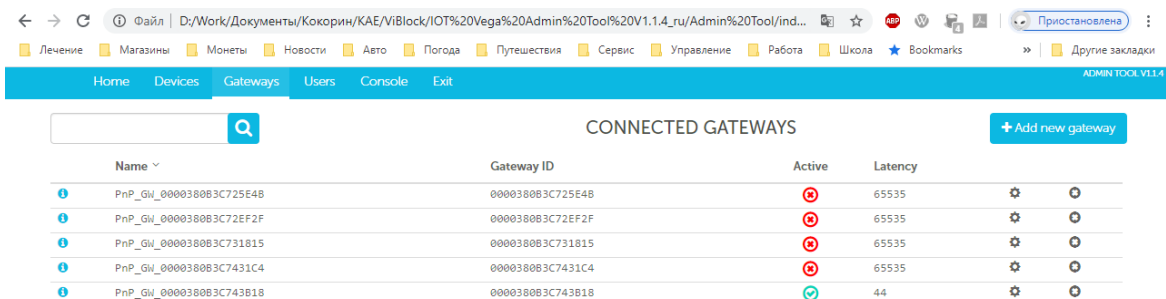 Файл | D:/Work/Документы/Кокорин/KAE/ViBlock/IOT%20Vega%20Admin%20Tool%20V1.1.4_ru/Admin%20Tool/ind... ABP 4 Приостановлена
Лечение Магазины Монеты Новости Авто Погода Путешествия Сервис Управление Работа Школа Bookmarks » Другие закладки
Home Devices Gateways Users Console Exit ADMIN TOOL V1.1.4
CONNECTED GATEWAYS + Add new gateway
Name Gateway ID Active Latency
PnP_GW_0000380B3C725E4B 0000380B3C725E4B 65535
PnP_GW_0000380B3C72EF2F 0000380B3C72EF2F 65535
PnP_GW_0000380B3C731815 0000380B3C731815 65535
PnP_GW_0000380B3C7431C4 0000380B3C7431C4 65535
PnP_GW_0000380B3C743B18 0000380B3C743B18 44